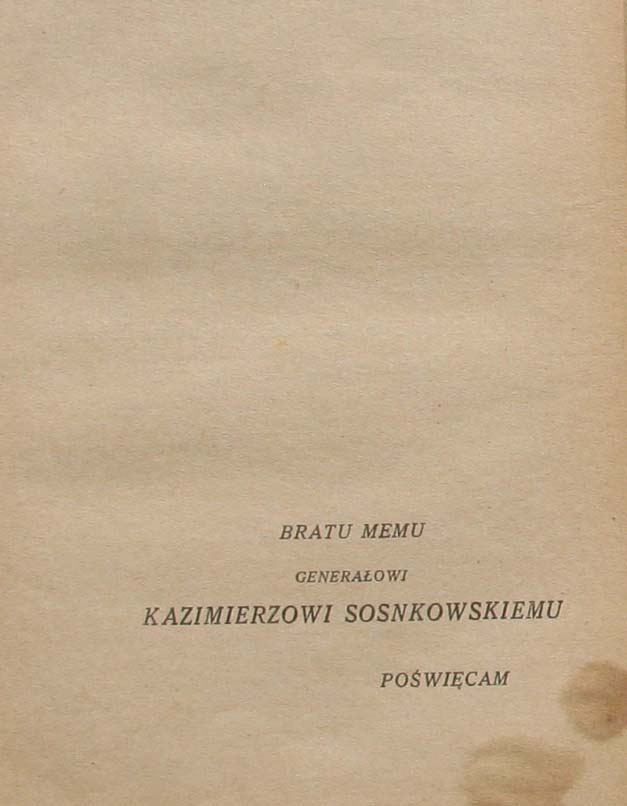 BRATU MEMU
GENERAŁOWI
KAZIMIERZOWI SOSNKOWSKIEMU
POŚWIĘCAM